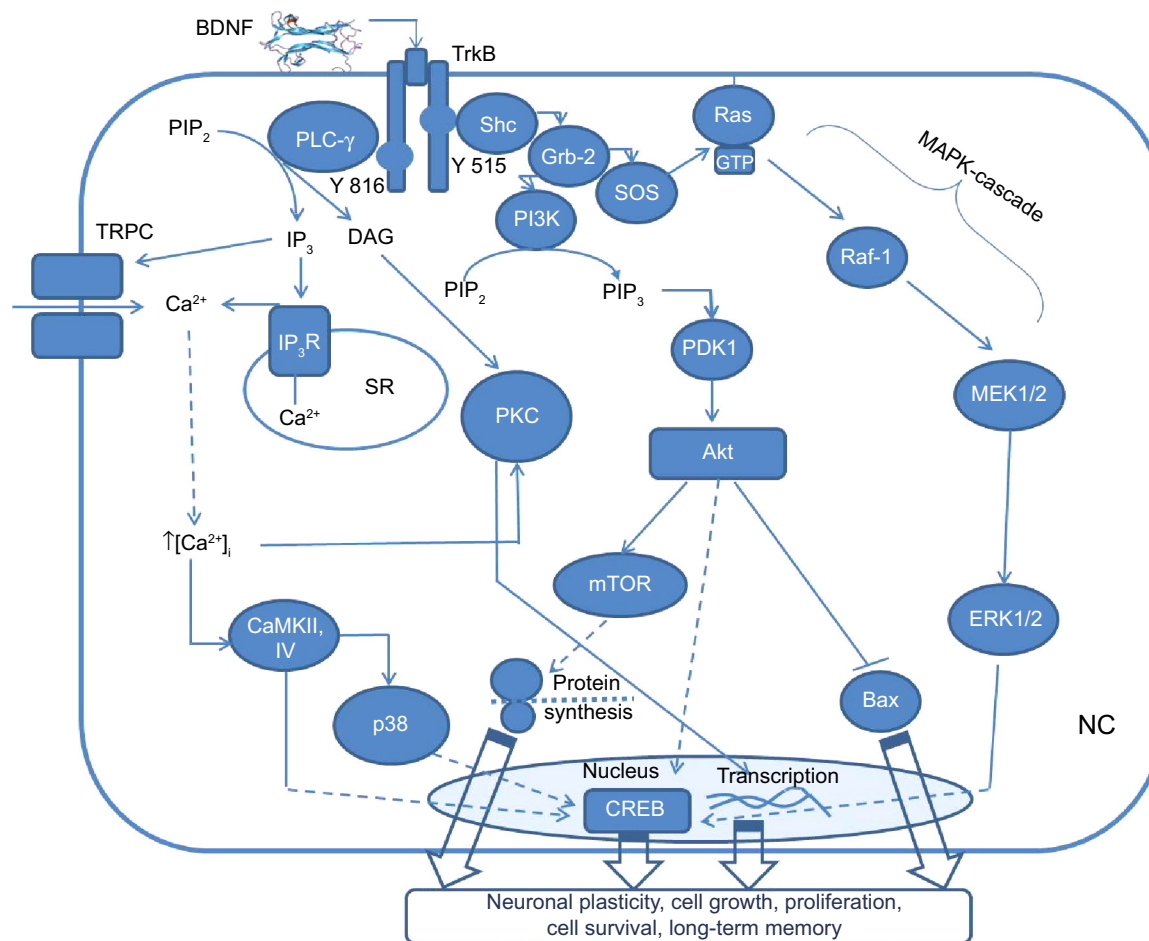 BDNF
TrkB
PIP₂
PLC-γ
Shc
Ras
Grb-2
GTP
Y 816
Y 515
SOS
MAPK-cascade
PI3K
TRPC
IP₃
DAG
Raf-1
PIP₂
PIP₃
Ca²⁺
IP₃R
PDK1
SR
MEK1/2
Ca²⁺
PKC
Akt
↑[Ca²⁺]ᵢ
mTOR
CaMKII,
IV
ERK1/2
Protein
synthesis
Bax
p38
NC
Nucleus
Transcription
CREB
Neuronal plasticity, cell growth, proliferation,
cell survival, long-term memory